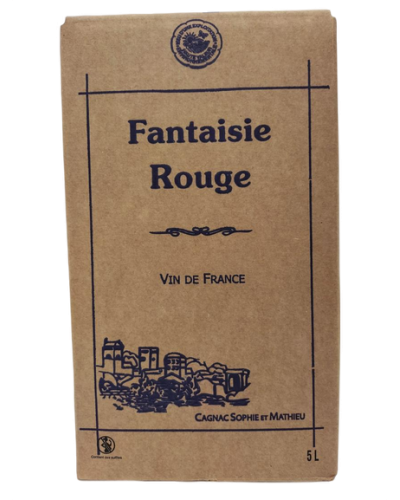 Fantaisie
Rouge
VIN DE FRANCE
CAGNAC SOPHIE ET MATHIEU
5 L